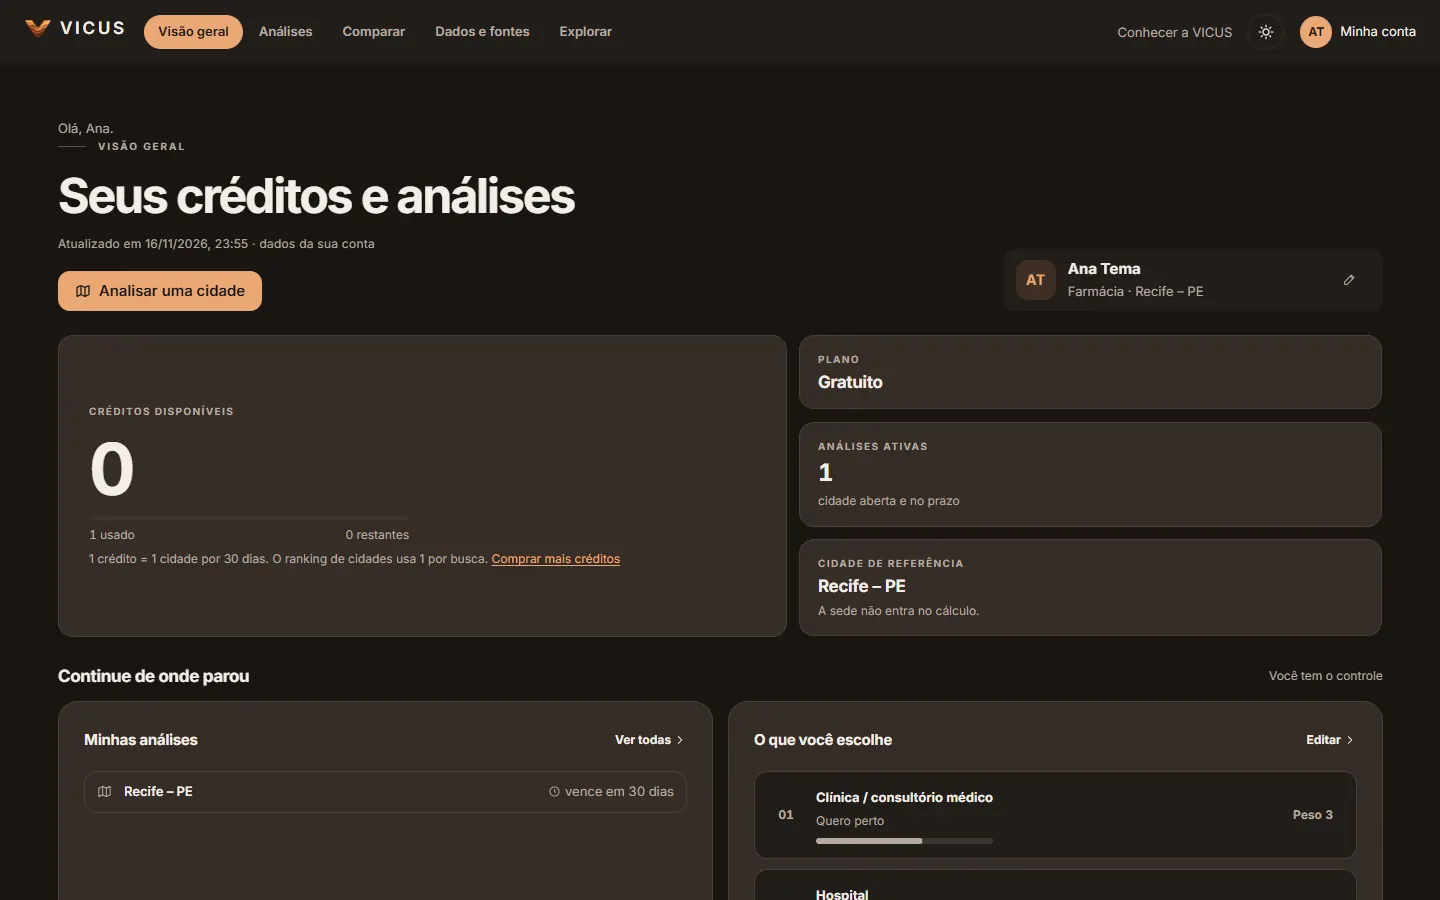 VICUS
Visão geral
Análises
Comparar
Dados e fontes
Explorar
Conhecer a VICUS
AT
Minha conta
Olá, Ana.
VISÃO GERAL
Seus créditos e análises
Atualizado em 16/11/2026, 23:55 · dados da sua conta
Analisar uma cidade
AT
Ana Tema
Farmácia · Recife – PE
CRÉDITOS DISPONÍVEIS
0
1 usado
0 restantes
1 crédito = 1 cidade por 30 dias. O ranking de cidades usa 1 por busca. Comprar mais créditos
PLANO
Gratuito
ANÁLISES ATIVAS
1
cidade aberta e no prazo
CIDADE DE REFERÊNCIA
Recife – PE
A sede não entra no cálculo.
Continue de onde parou
Você tem o controle
Minhas análises
Ver todas
Recife – PE
vence em 30 dias
O que você escolhe
Editar
01
Clínica / consultório médico
Quero perto
Peso 3
Hospital